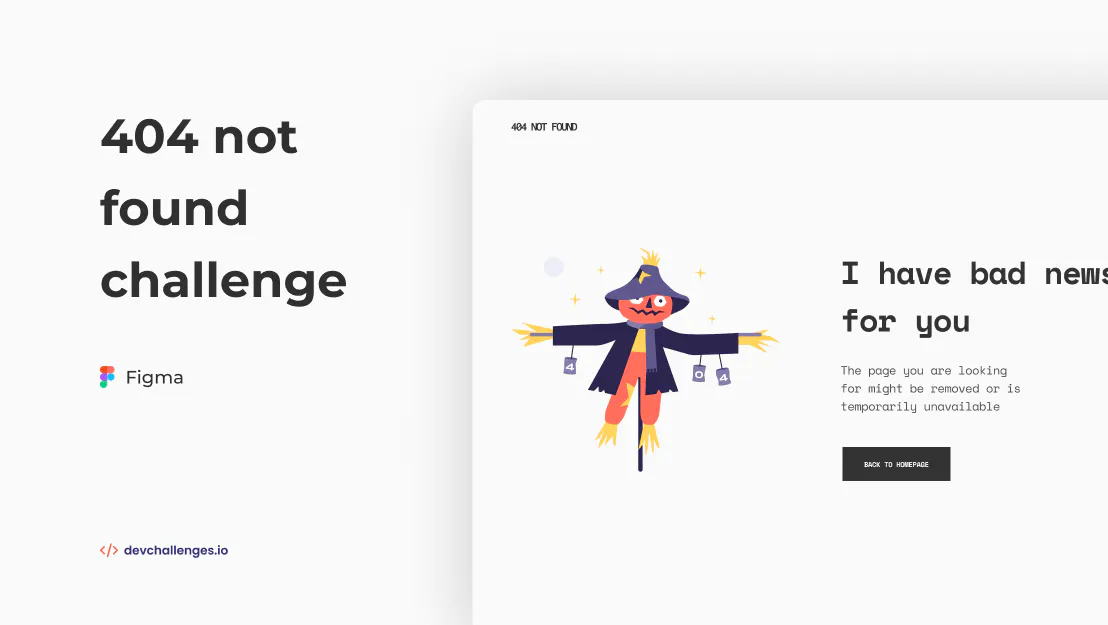 404 not
found
challenge
Figma
</> devchallenges.io
404 NOT FOUND
4
0
4
I have bad news
for you
The page you are looking
for might be removed or is
temporarily unavailable
BACK TO HOMEPAGE